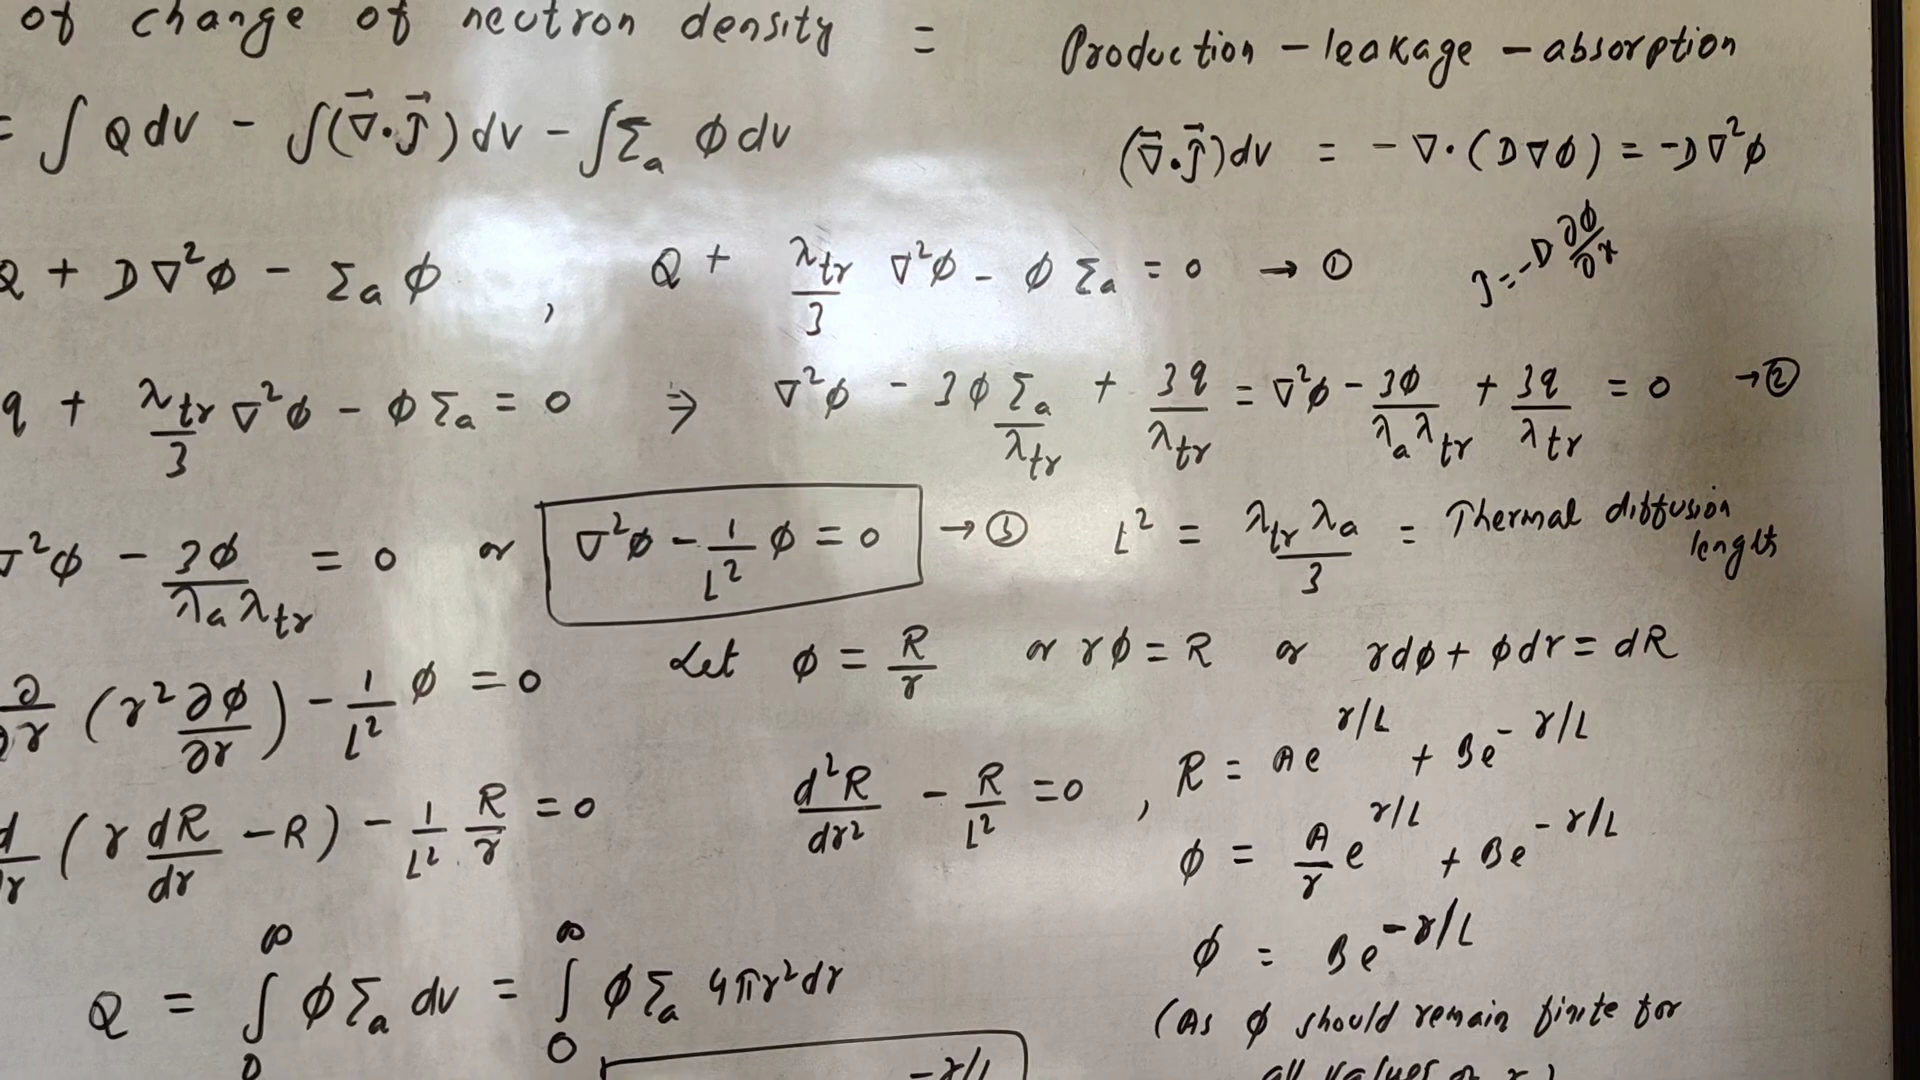 of change of neutron density = Production – leakage – absorption
= ∫ Q dv - ∫(∇⃗·J⃗) dv - ∫Σₐ φ dv
(∇⃗·J⃗) dv = - ∇·(D∇φ) = -D∇²φ
Q + D∇²φ - Σₐ φ , Q + λtr/3 ∇²φ - φ Σₐ = 0 → ①
J = -D ∂φ/∂x
q + λtr/3 ∇²φ - φ Σₐ = 0 ⇒ ∇²φ - 3φ Σₐ/λtr + 3q/λtr = ∇²φ - 3φ/λₐλtr + 3q/λtr = 0 → ②
∇²φ - 3φ/λₐλtr = 0 or ∇²φ - 1/L² φ = 0 → ③ L² = λtr λₐ/3 = Thermal diffusion length
∂/∂r (r² ∂φ/∂r) - 1/L² φ = 0 Let φ = R/r or rφ = R or rdφ + φdr = dR
d/dr (r dR/dr - R) - 1/L² R/r = 0 d²R/dr² - R/L² = 0 , R = Ae^r/L + Be^-r/L
φ = A/r e^r/L + Be^-r/L
φ = Be^-r/L
Q = ∫₀^∞ φ Σₐ dv = ∫₀^∞ φ Σₐ 4πr²dr
(As φ should remain finite for
all values of r)
-r/L